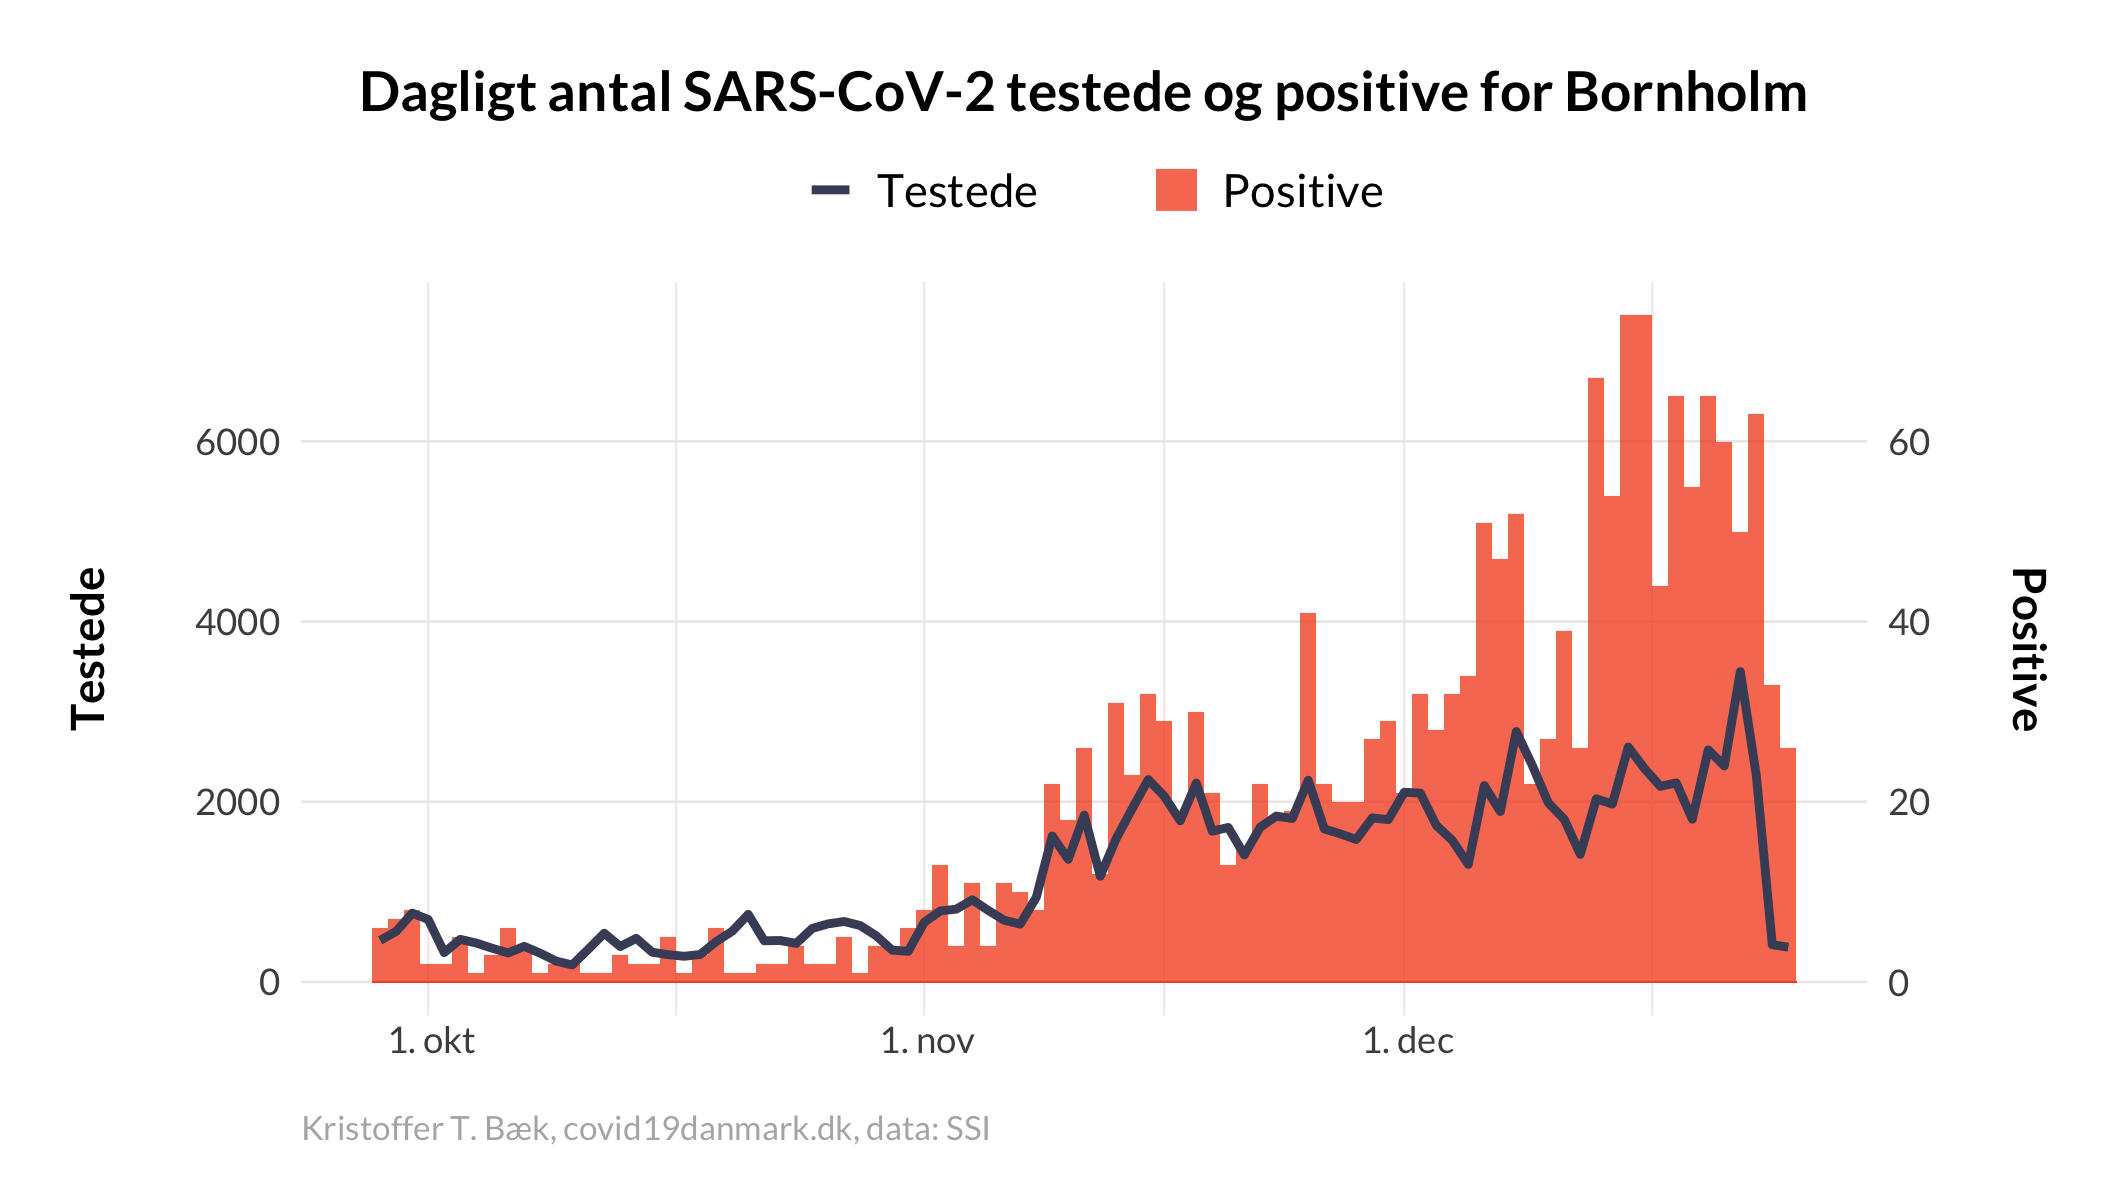 Dagligt antal SARS-CoV-2 testede og positive for Bornholm
Testede
Positive
6000
4000
2000
0
60
40
20
0
Testede
Positive
1. okt
1. nov
1. dec
Kristoffer T. Bæk, covid19danmark.dk, data: SSI